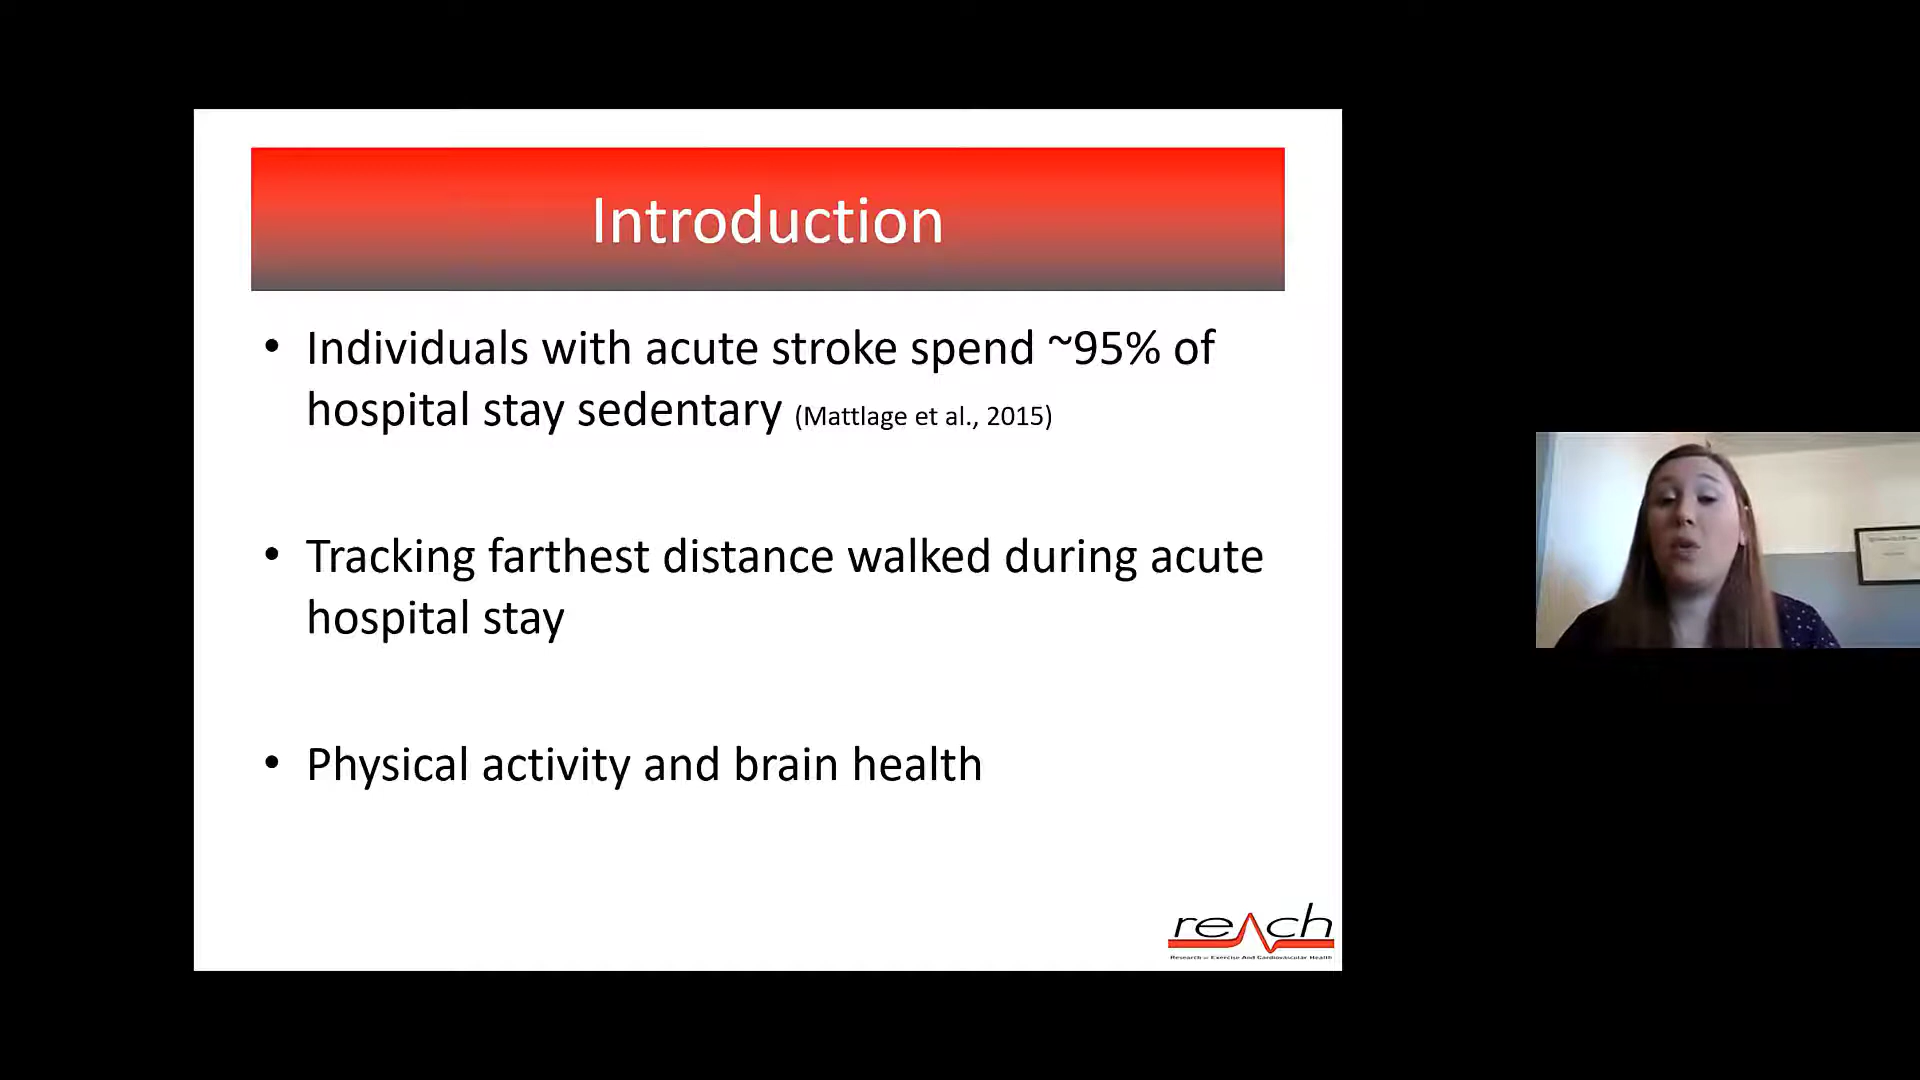 Introduction
• Individuals with acute stroke spend ~95% of
hospital stay sedentary (Mattlage et al., 2015)
• Tracking farthest distance walked during acute
hospital stay
• Physical activity and brain health
reach
Research in Exercise And Cardiovascular Health